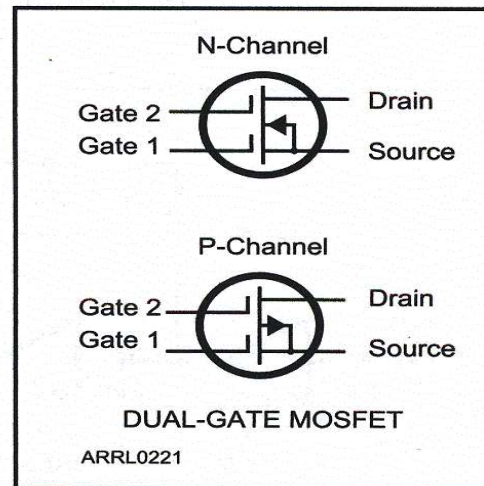 N-Channel
Gate 2
Drain
Gate 1
Source
P-Channel
Gate 2
Drain
Gate 1
Source
DUAL-GATE MOSFET
ARRL0221